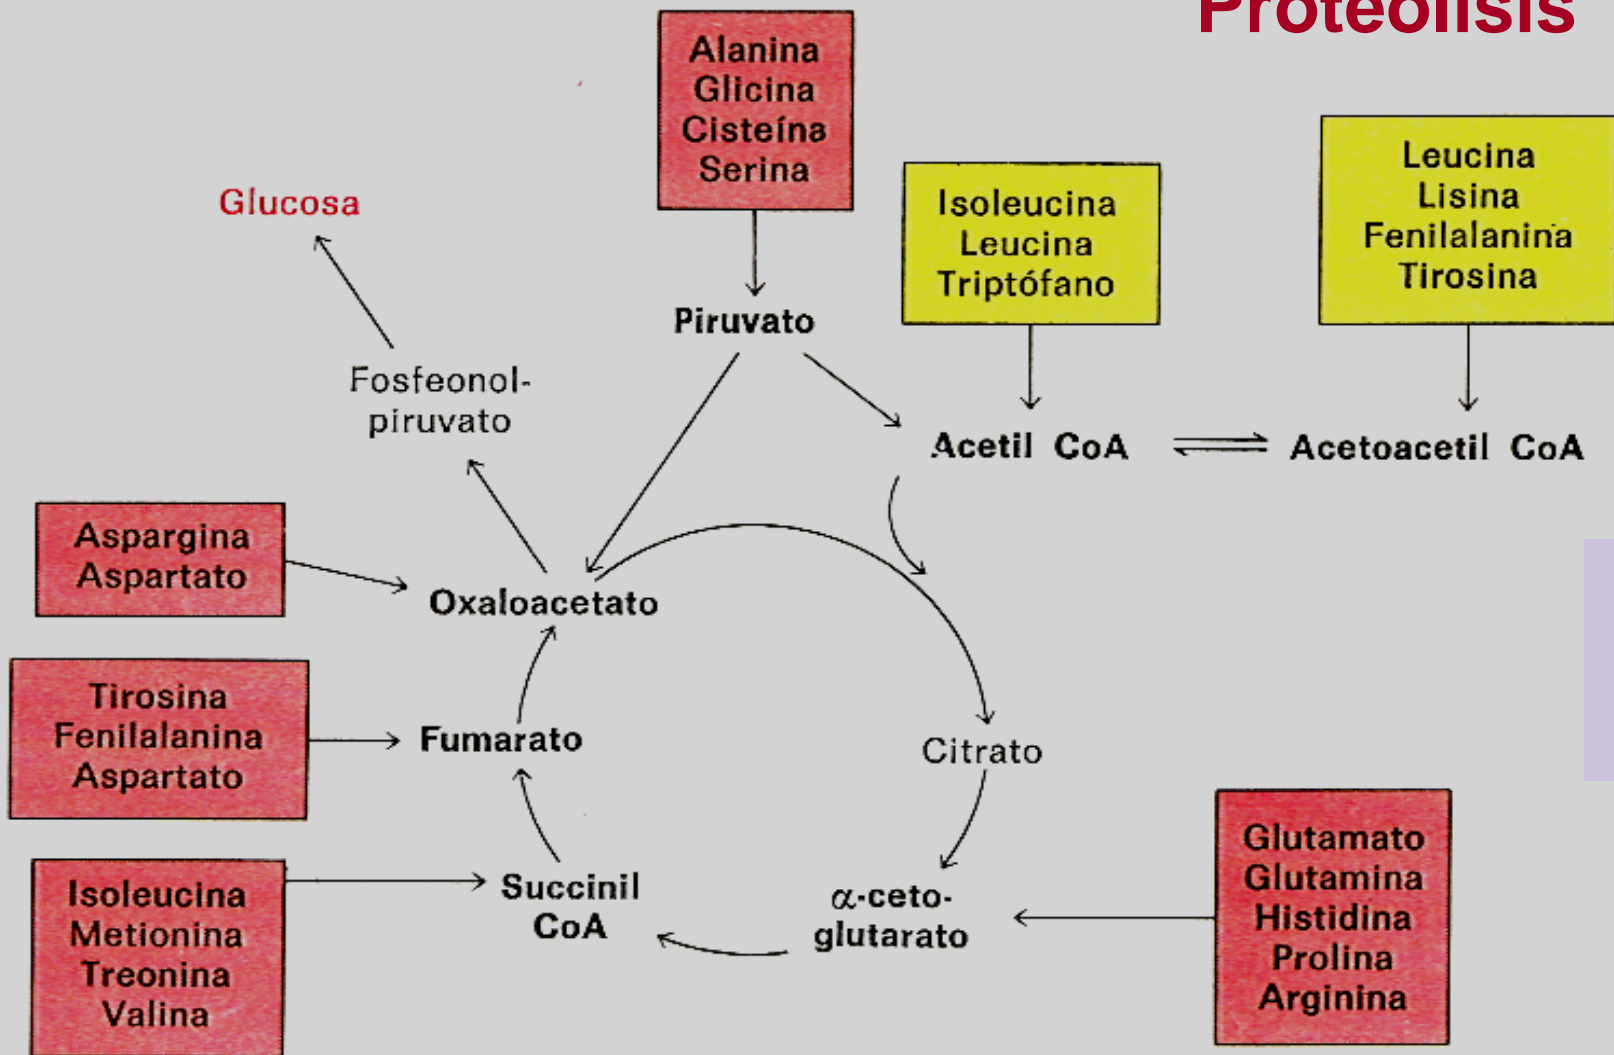 Proteolisis
Alanina
Glicina
Cisteína
Serina
Isoleucina
Leucina
Triptófano
Leucina
Lisina
Fenilalanina
Tirosina
Glucosa
Piruvato
Fosfeonol-
piruvato
Acetil CoA
Acetoacetil CoA
Aspargina
Aspartato
Oxaloacetato
Tirosina
Fenilalanina
Aspartato
Fumarato
Citrato
Isoleucina
Metionina
Treonina
Valina
Succinil
CoA
α-ceto-
glutarato
Glutamato
Glutamina
Histidina
Prolina
Arginina